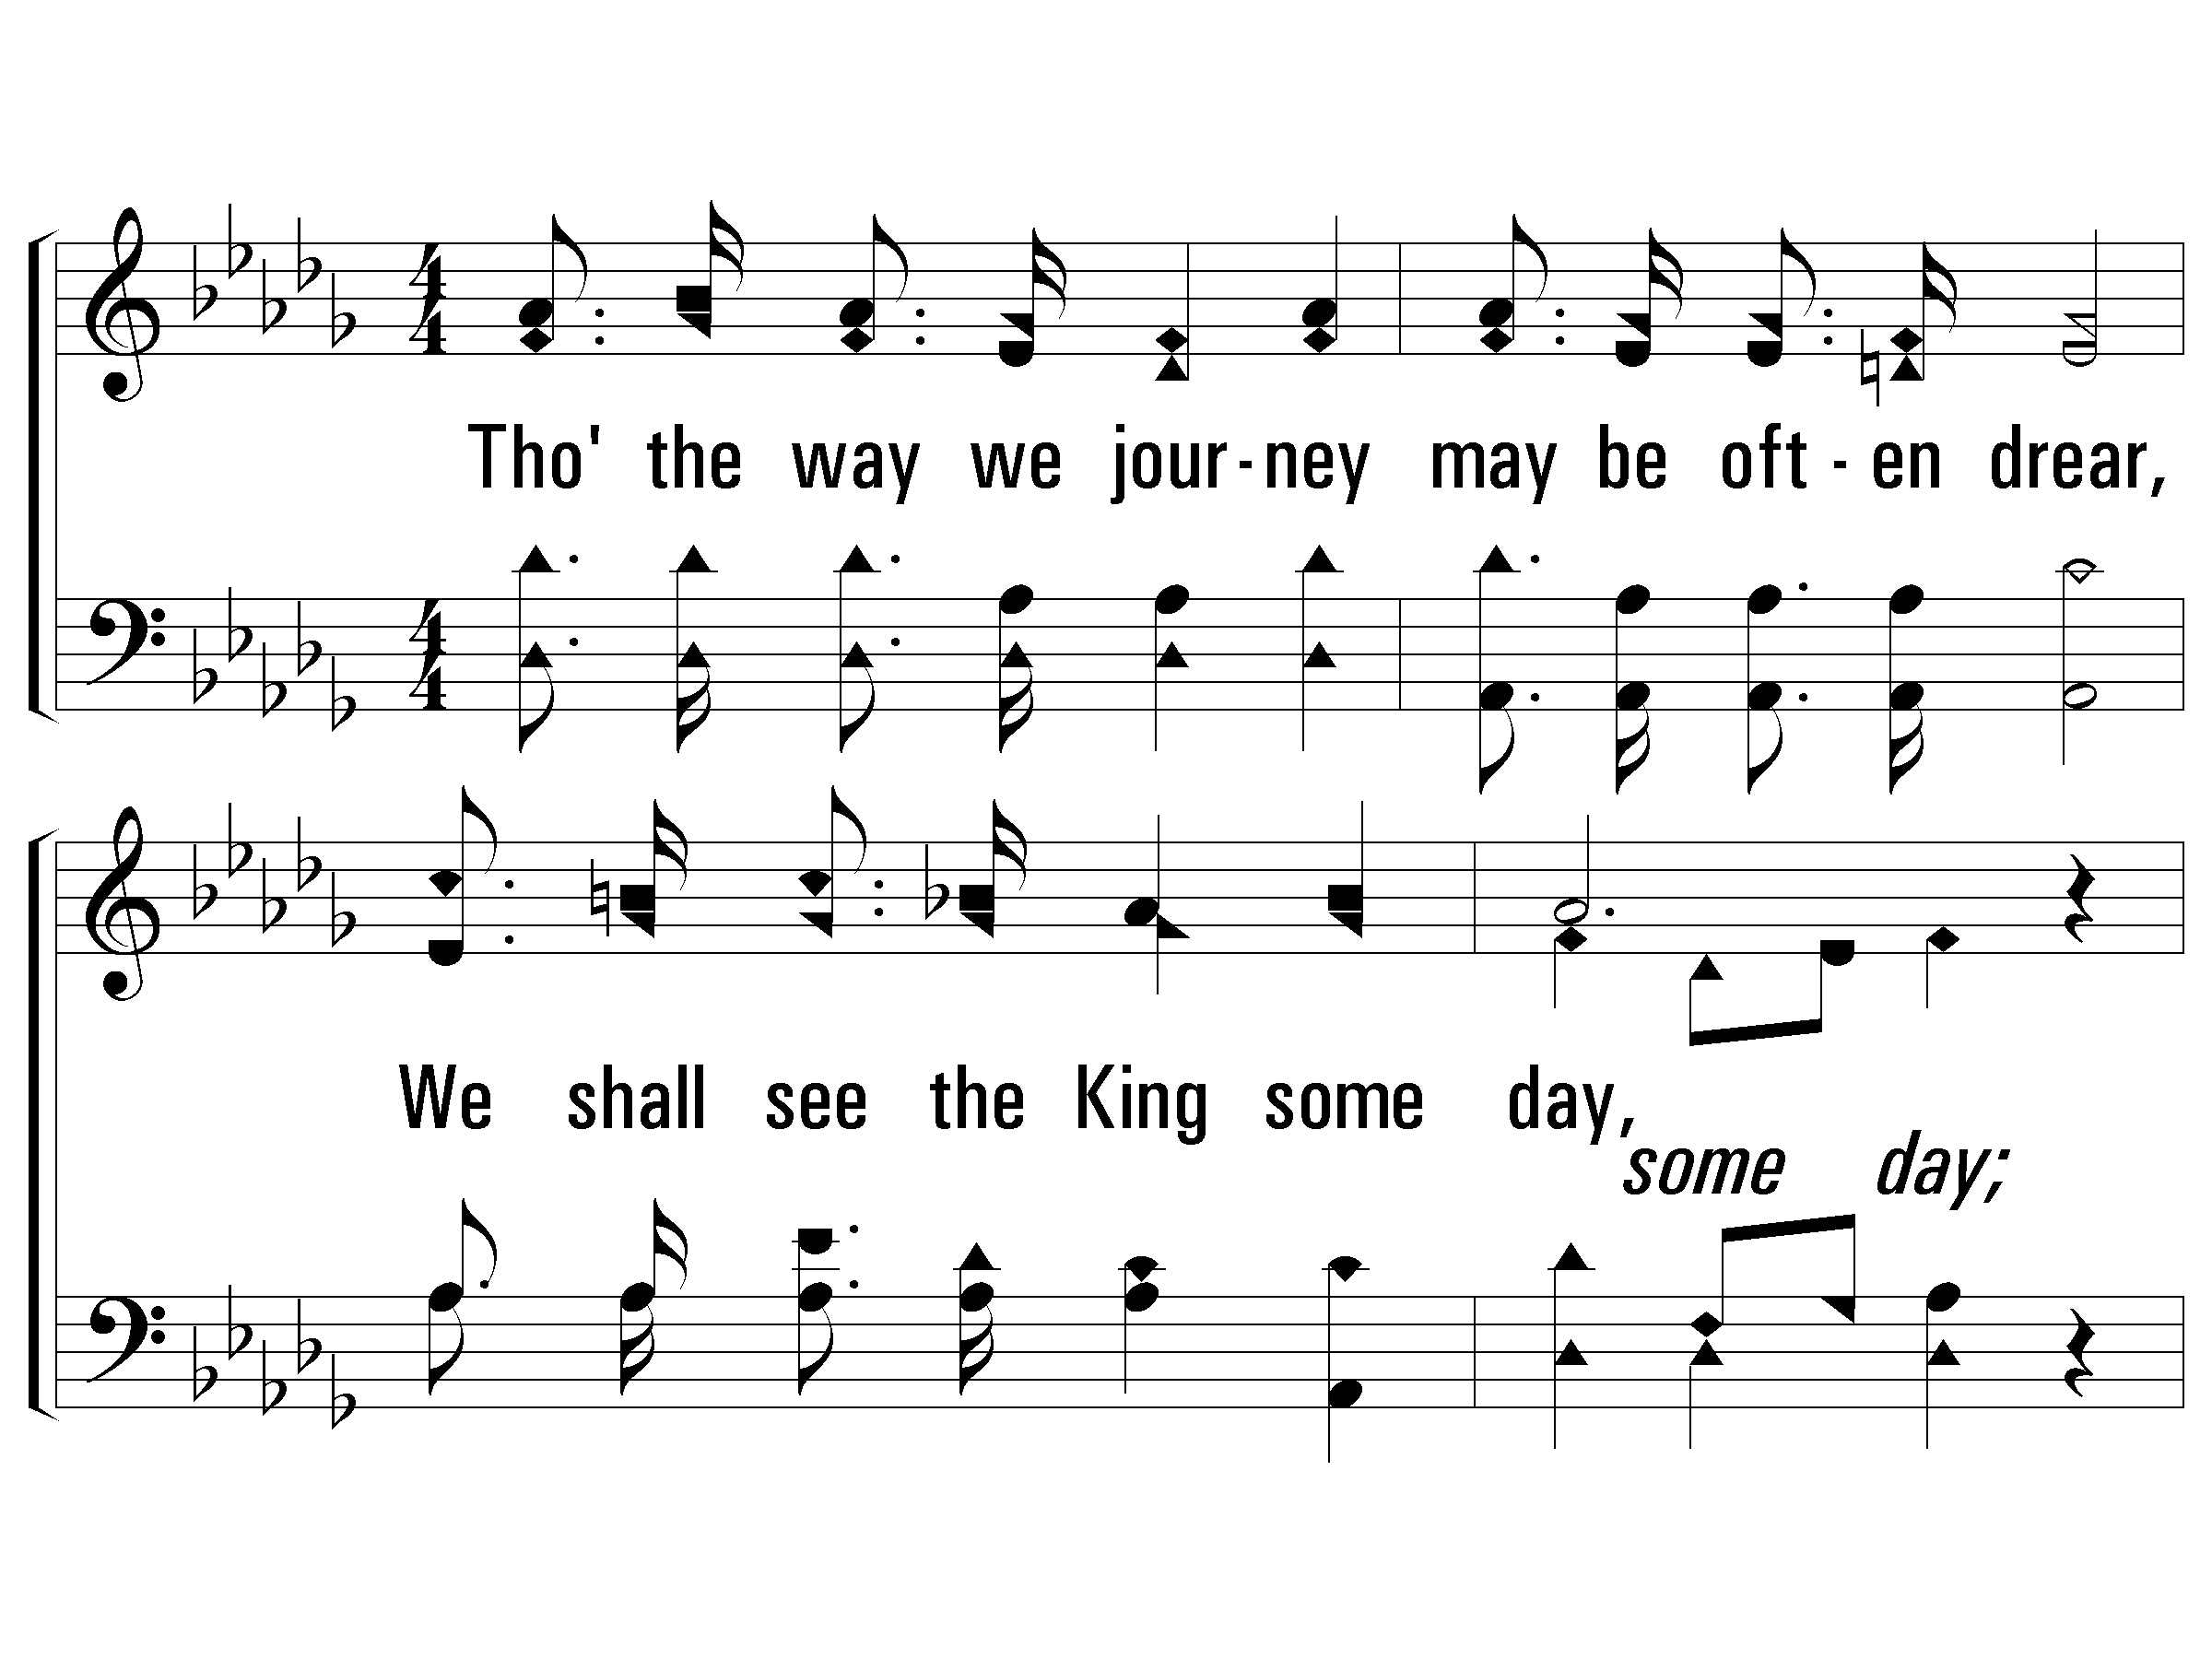 Tho' the way we jour-ney may be oft-en drear,
We shall see the King some day,
some day;